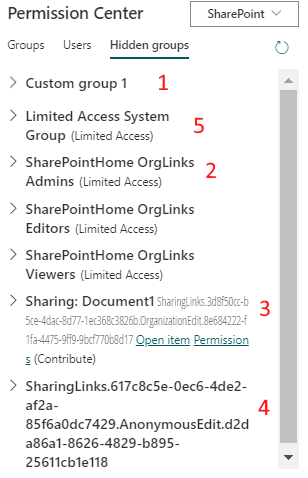 Permission Center
SharePoint
Groups Users Hidden groups
Custom group 1 1
Limited Access System 5
Group (Limited Access)
SharePointHome OrgLinks 2
Admins (Limited Access)
SharePointHome OrgLinks
Editors (Limited Access)
SharePointHome OrgLinks
Viewers (Limited Access)
Sharing: Document1 SharingLinks.3d8f50cc-b 3
5ce-4dac-8d77-1ec368c3826b.OrganizationEdit.8e684222-f
1fa-4475-9ff9-9bcf770b8d17 Open item Permission
s (Contribute)
SharingLinks.617c8c5e-0ec6-4de2-
af2a- 4
85f6a0dc7429.AnonymousEdit.d2d
a86a1-8626-4829-b895-
25611cb1e118